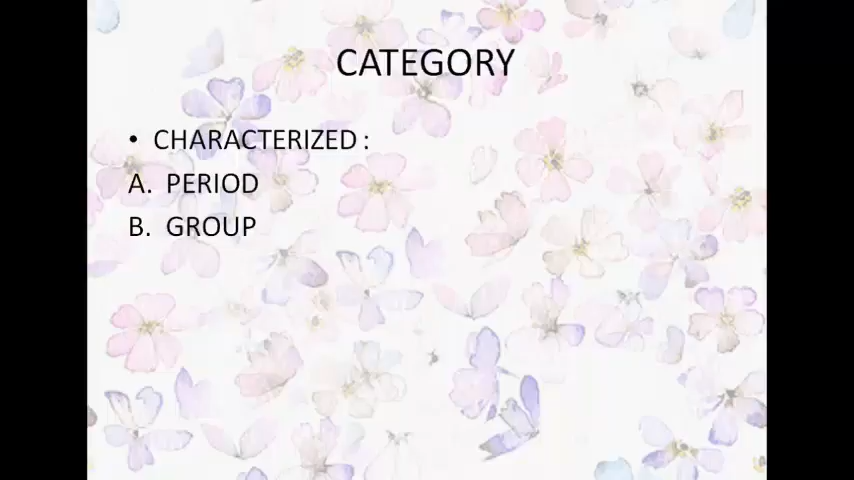 CATEGORY
• CHARACTERIZED :
A. PERIOD
B. GROUP